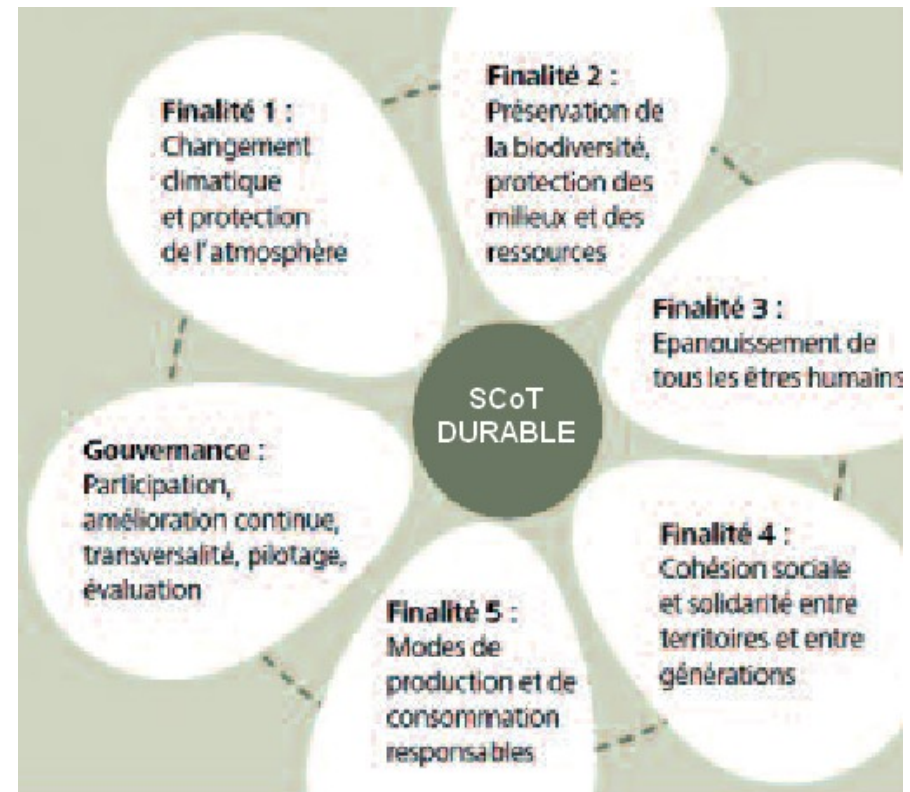 Finalité 1 :
Changement
climatique
et protection
de l'atmosphère
Finalité 2 :
Préservation de
la biodiversité,
protection des
milieux et des
ressources
Finalité 3 :
Epanouissement de
tous les êtres humains
SCoT
DURABLE
Gouvernance :
Participation,
amélioration continue,
transversalité, pilotage,
évaluation
Finalité 4 :
Cohésion sociale
et solidarité entre
territoires et entre
générations
Finalité 5 :
Modes de
production et de
consommation
responsables